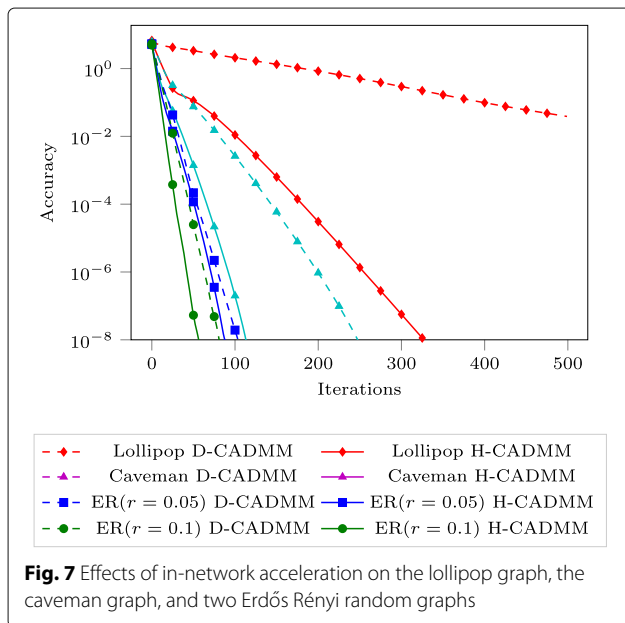 Accuracy
10^0
10^−2
10^−4
10^−6
10^−8
0 100 200 300 400 500
Iterations
Lollipop D-CADMM Lollipop H-CADMM
Caveman D-CADMM Caveman H-CADMM
ER(r = 0.05) D-CADMM ER(r = 0.05) H-CADMM
ER(r = 0.1) D-CADMM ER(r = 0.1) H-CADMM
Fig. 7 Effects of in-network acceleration on the lollipop graph, the
caveman graph, and two Erdős Rényi random graphs